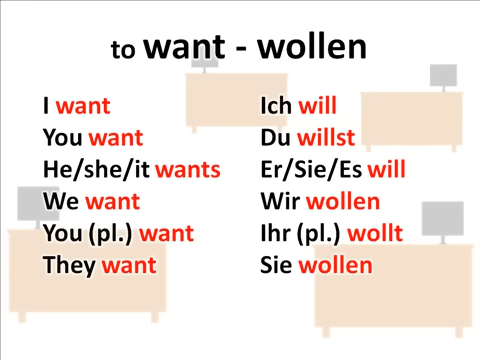 to want - wollen
I want Ich will
You want Du willst
He/she/it wants Er/Sie/Es will
We want Wir wollen
You (pl.) want Ihr (pl.) wollt
They want Sie wollen